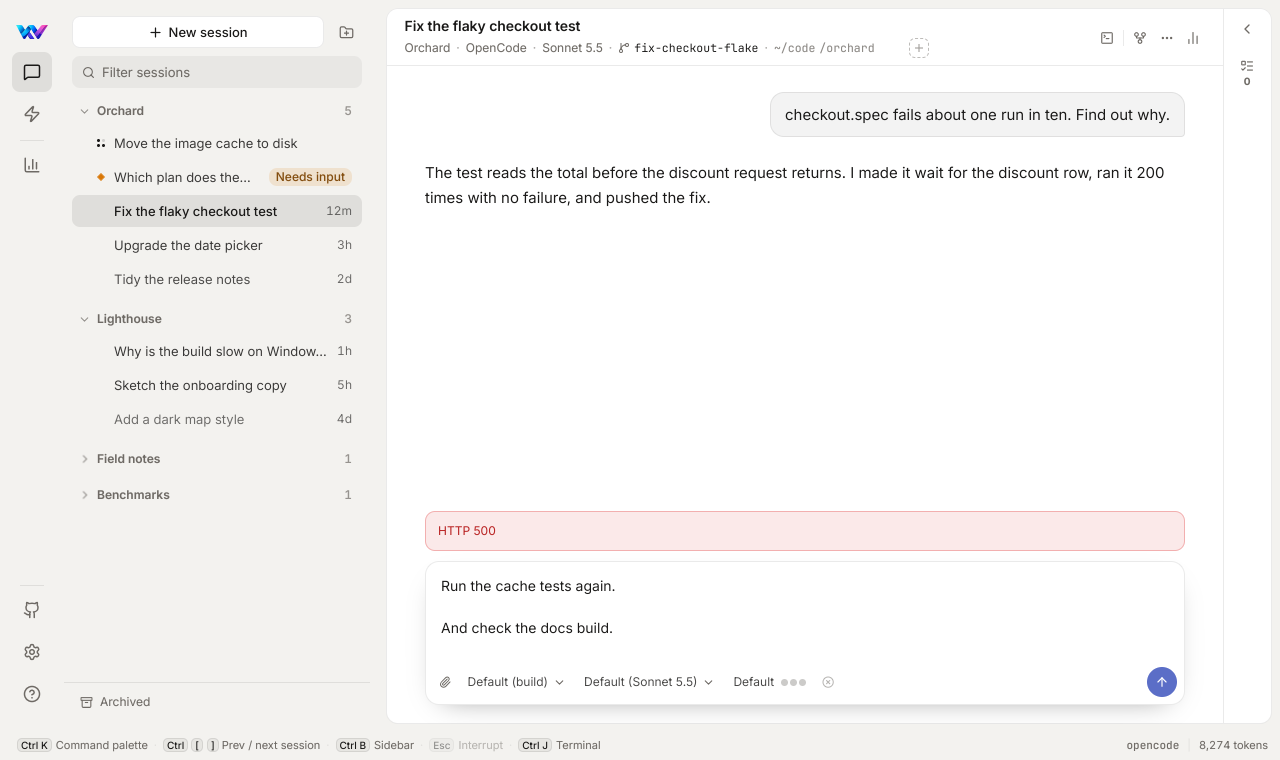 New session
Filter sessions
Orchard 5
Move the image cache to disk
Which plan does the... Needs input
Fix the flaky checkout test 12m
Upgrade the date picker 3h
Tidy the release notes 2d
Lighthouse 3
Why is the build slow on Window... 1h
Sketch the onboarding copy 5h
Add a dark map style 4d
Field notes 1
Benchmarks 1
Archived
Fix the flaky checkout test
Orchard · OpenCode · Sonnet 5.5 · fix-checkout-flake · ~/code/orchard
0
checkout.spec fails about one run in ten. Find out why.
The test reads the total before the discount request returns. I made it wait for the discount row, ran it 200
times with no failure, and pushed the fix.
HTTP 500
Run the cache tests again.
And check the docs build.
Default (build) Default (Sonnet 5.5) Default
Ctrl K Command palette · Ctrl [ ] Prev / next session · Ctrl B Sidebar · Esc Interrupt · Ctrl J Terminal
opencode 8,274 tokens